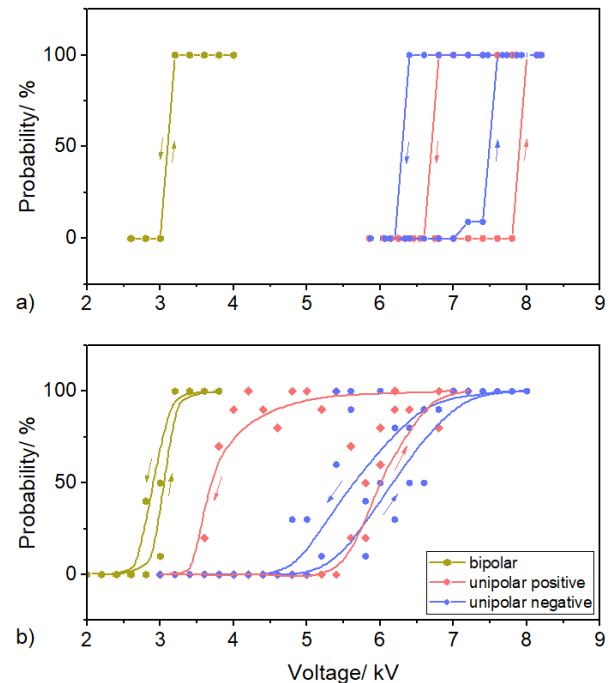 100
50
0
Probability/ %
a)
2 3 4 5 6 7 8 9
100
50
0
Probability/ %
bipolar
unipolar positive
unipolar negative
b)
2 3 4 5 6 7 8 9
Voltage/ kV